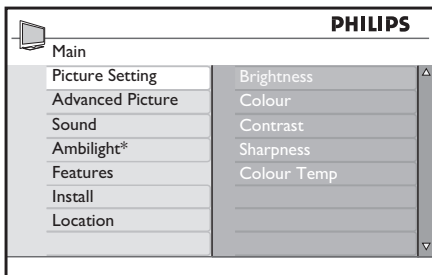 PHILIPS
Main
Picture Setting
Advanced Picture
Sound
Ambilight*
Features
Install
Location
Brightness
Colour
Contrast
Sharpness
Colour Temp